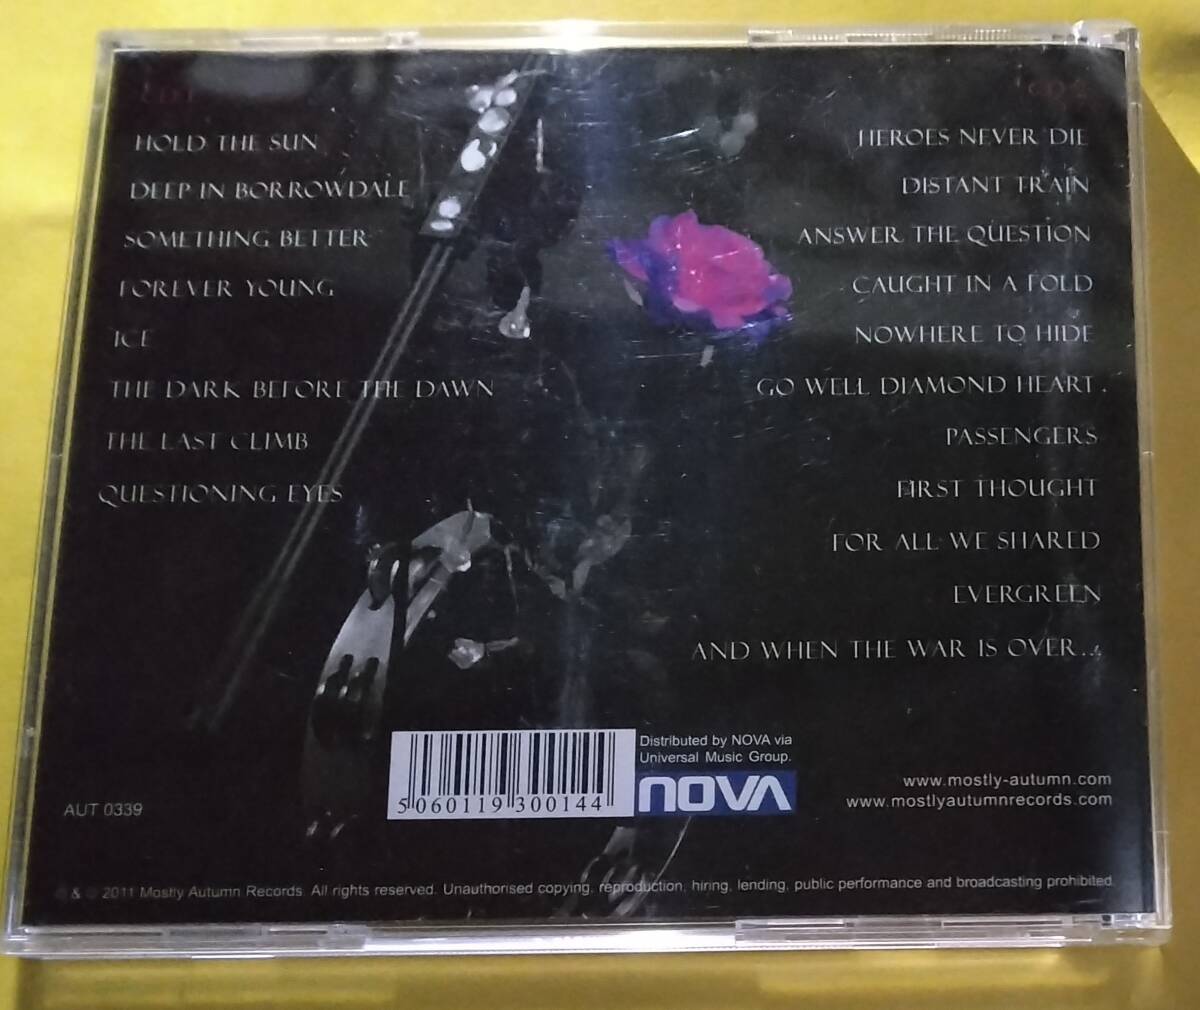 CD 1
HOLD THE SUN
DEEP IN BORROWDALE
SOMETHING BETTER
FOREVER YOUNG
ICE
THE DARK BEFORE THE DAWN
THE LAST CLIMB
QUESTIONING EYES
CD 2
HEROES NEVER DIE
DISTANT TRAIN
ANSWER THE QUESTION
CAUGHT IN A FOLD
NOWHERE TO HIDE
GO WELL DIAMOND HEART
PASSENGERS
FIRST THOUGHT
FOR ALL WE SHARED
EVERGREEN
AND WHEN THE WAR IS OVER...
AUT 0339
5 060119 300144
Distributed by NOVA via
Universal Music Group.
NOVA
www.mostly-autumn.com
www.mostlyautumnrecords.com
℗ & © 2011 Mostly Autumn Records. All rights reserved. Unauthorised copying, reproduction, hiring, lending, public performance and broadcasting prohibited.